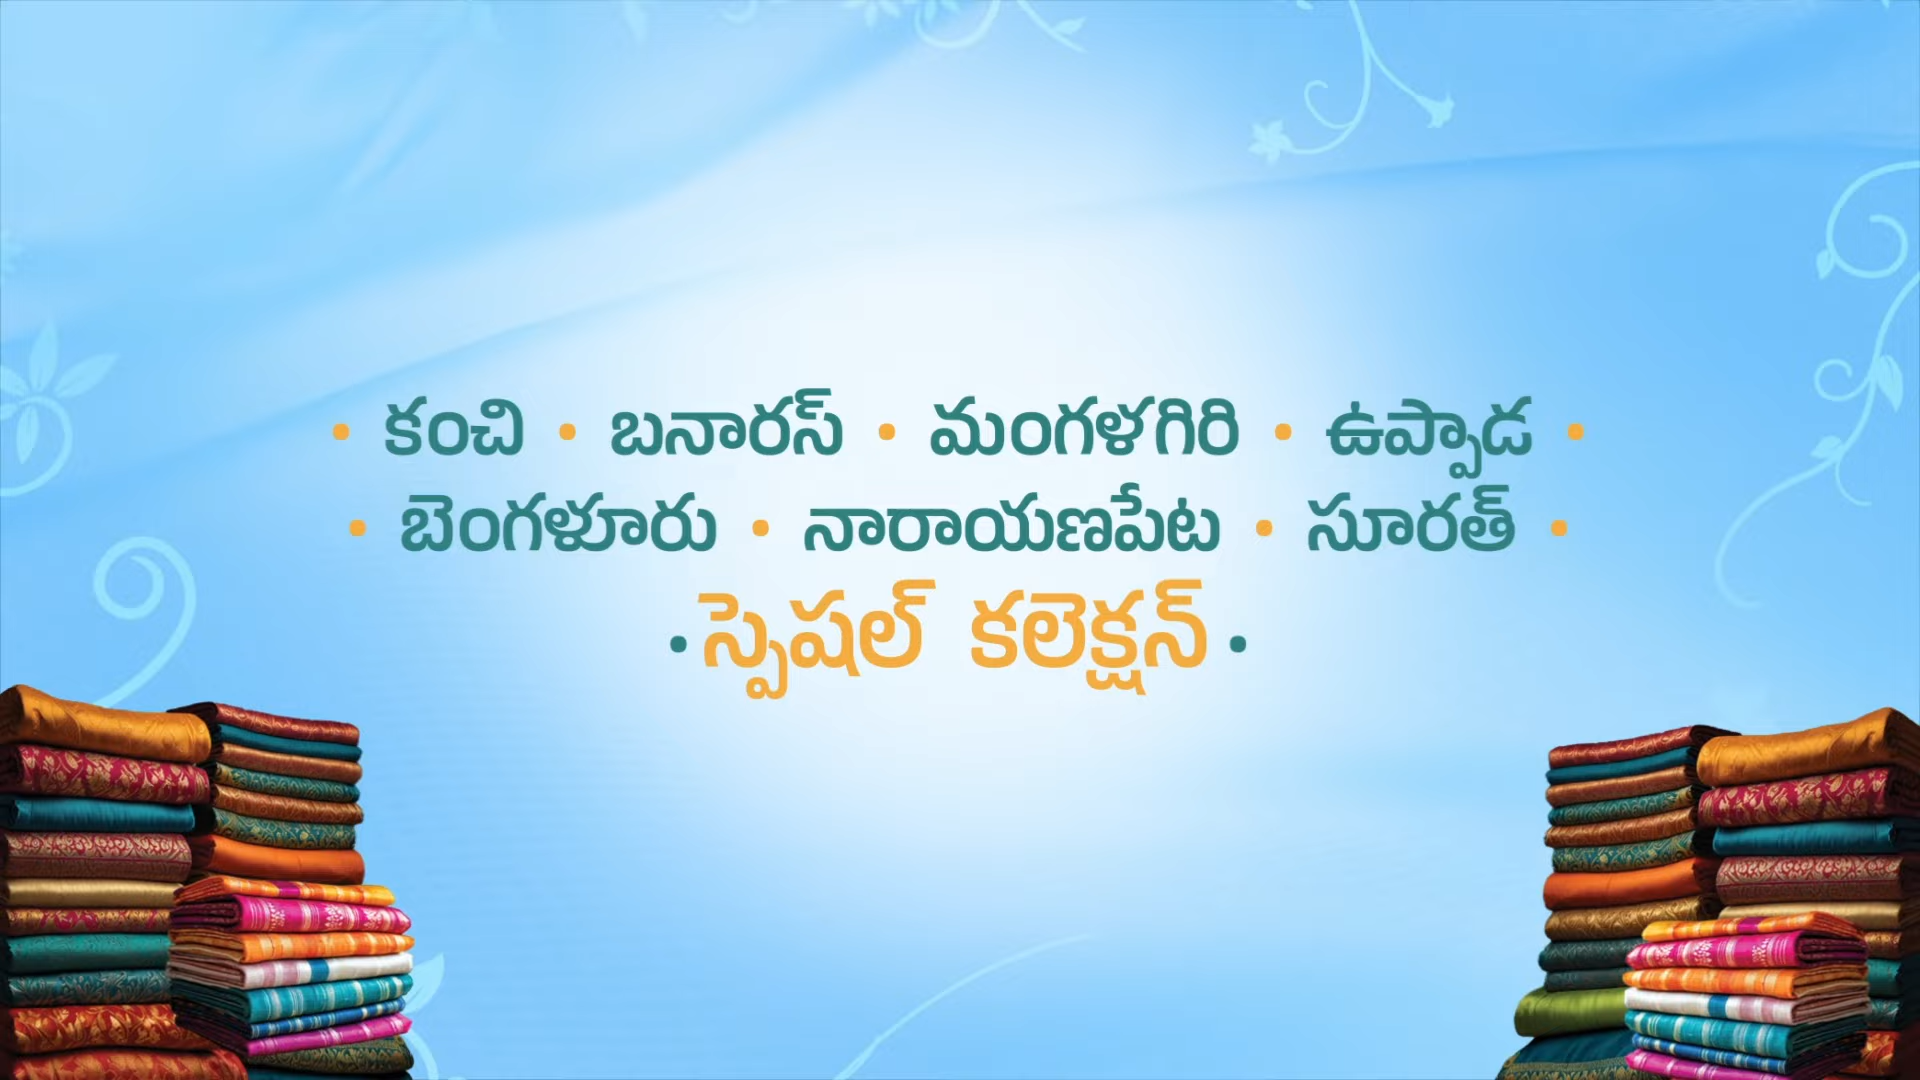 • కంచి • బనారస్ • మంగళగిరి • ఉప్పాడ •
• బెంగళూరు • నారాయణపేట • సూరత్ •
• స్పెషల్ కలెక్షన్ •